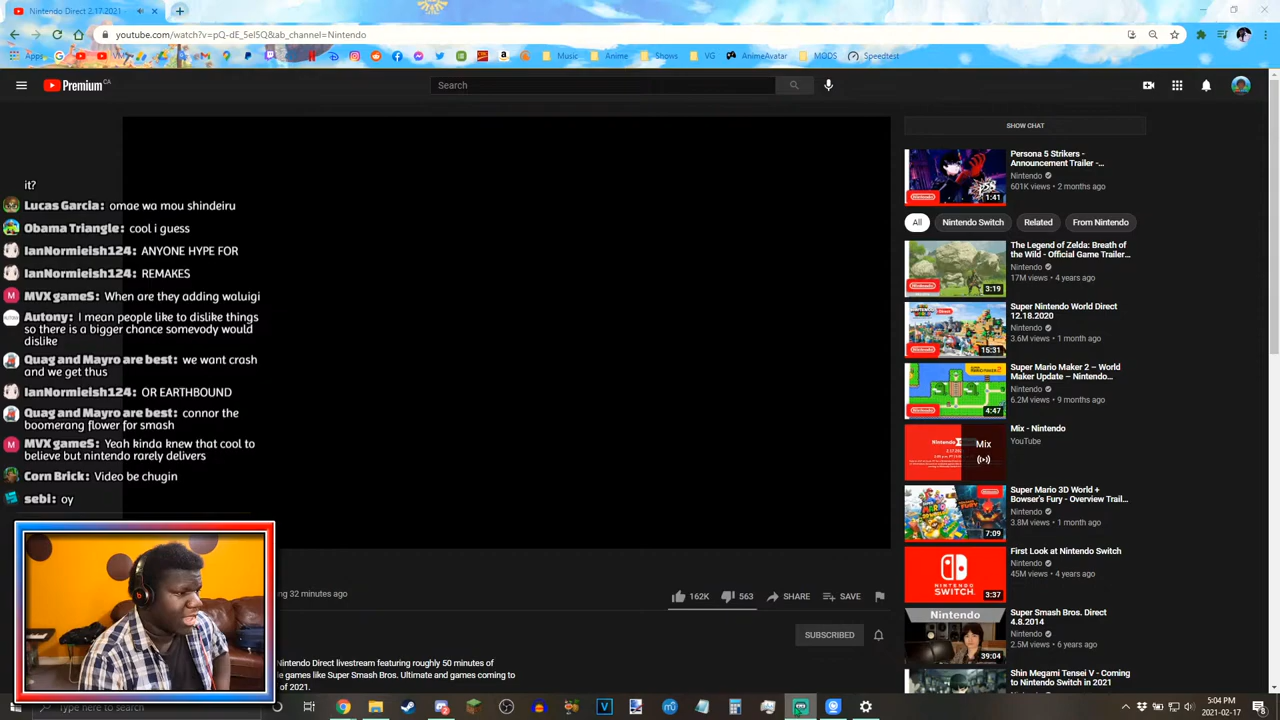 Nintendo Direct 2.17.2021
youtube.com/watch?v=pQ-dE_5el5Q&ab_channel=Nintendo
Apps
Music
Anime
Shows
VG
AnimeAvatar
MODS
Speedtest
Premium CA
Search
SHOW CHAT
it?
Lucas Garcia: omae wa mou shindeiru
Obama Triangle: cool i guess
IanNormieish124: ANYONE HYPE FOR
IanNormieish124: REMAKES
MVX gameS: When are they adding waluigi
Autony: I mean people like to dislike things
so there is a bigger chance somevody would
dislike
Quag and Mayro are best: we want crash
and we get thus
IanNormieish124: OR EARTHBOUND
Quag and Mayro are best: connor the
boomerang flower for smash
MVX gameS: Yeah kinda knew that cool to
believe but nintendo rarely delivers
Corn Brick: Video be chugin
sebi: oy
ng 32 minutes ago
162K
563
SHARE
SAVE
SUBSCRIBED
Nintendo Direct livestream featuring roughly 50 minutes of
games like Super Smash Bros. Ultimate and games coming to
of 2021.
Persona 5 Strikers -
Announcement Trailer -...
Nintendo
601K views • 2 months ago
1:41
All
Nintendo Switch
Related
From Nintendo
The Legend of Zelda: Breath of
the Wild - Official Game Trailer...
Nintendo
17M views • 4 years ago
3:19
Super Nintendo World Direct
12.18.2020
Nintendo
3.6M views • 1 month ago
15:31
Super Mario Maker 2 – World
Maker Update – Nintendo...
Nintendo
6.2M views • 9 months ago
4:47
Mix - Nintendo
YouTube
Mix
Super Mario 3D World +
Bowser's Fury - Overview Trail...
Nintendo
3.8M views • 1 month ago
7:09
First Look at Nintendo Switch
Nintendo
45M views • 4 years ago
NINTENDO
SWITCH
3:37
Super Smash Bros. Direct
4.8.2014
Nintendo
2.5M views • 6 years ago
Nintendo
39:04
Shin Megami Tensei V - Coming
to Nintendo Switch in 2021
Type here to search
5:04 PM
2021-02-17